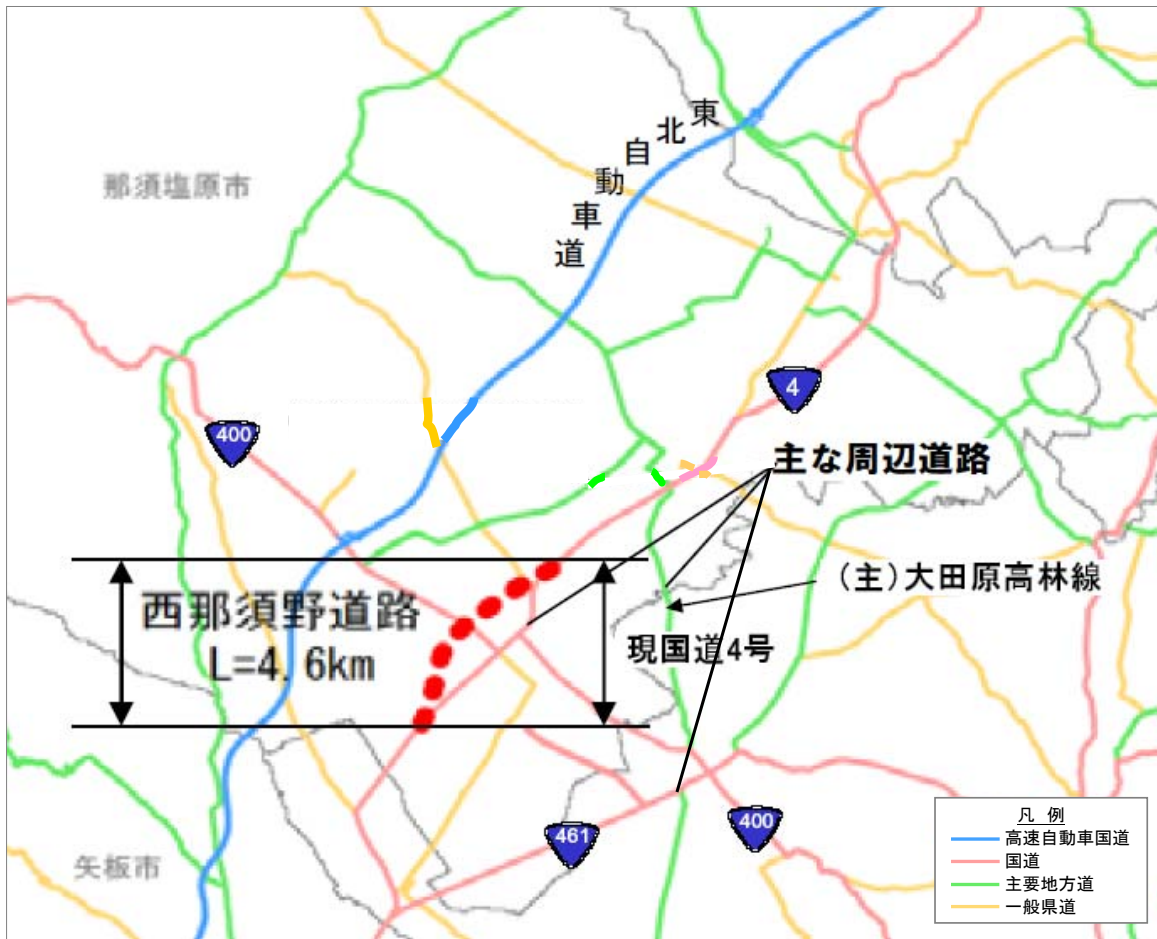 東北自動車道
那須塩原市
4
400
主な周辺道路
(主)大田原高林線
西那須野道路
L=4.6km
現国道4号
461
400
矢板市
凡 例
高速自動車国道
国道
主要地方道
一般県道